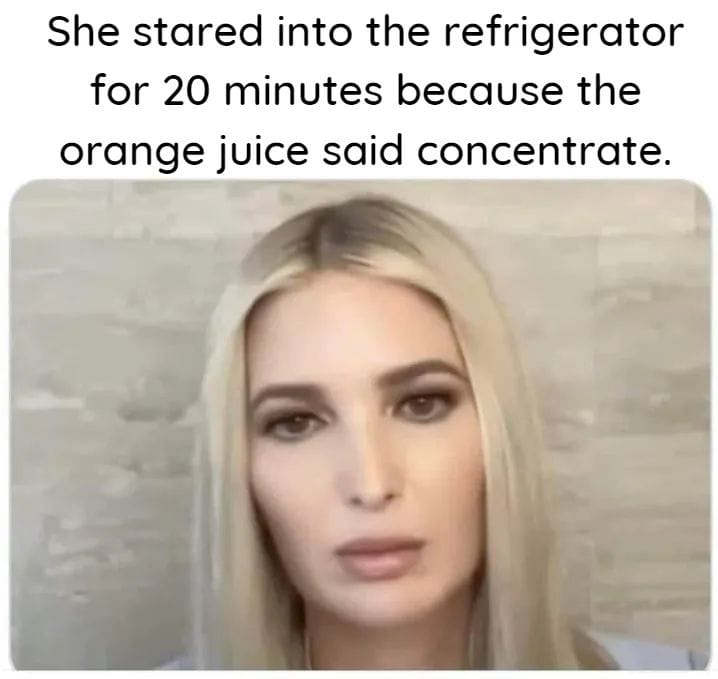 She stared into the refrigerator
for 20 minutes because the
orange juice said concentrate.